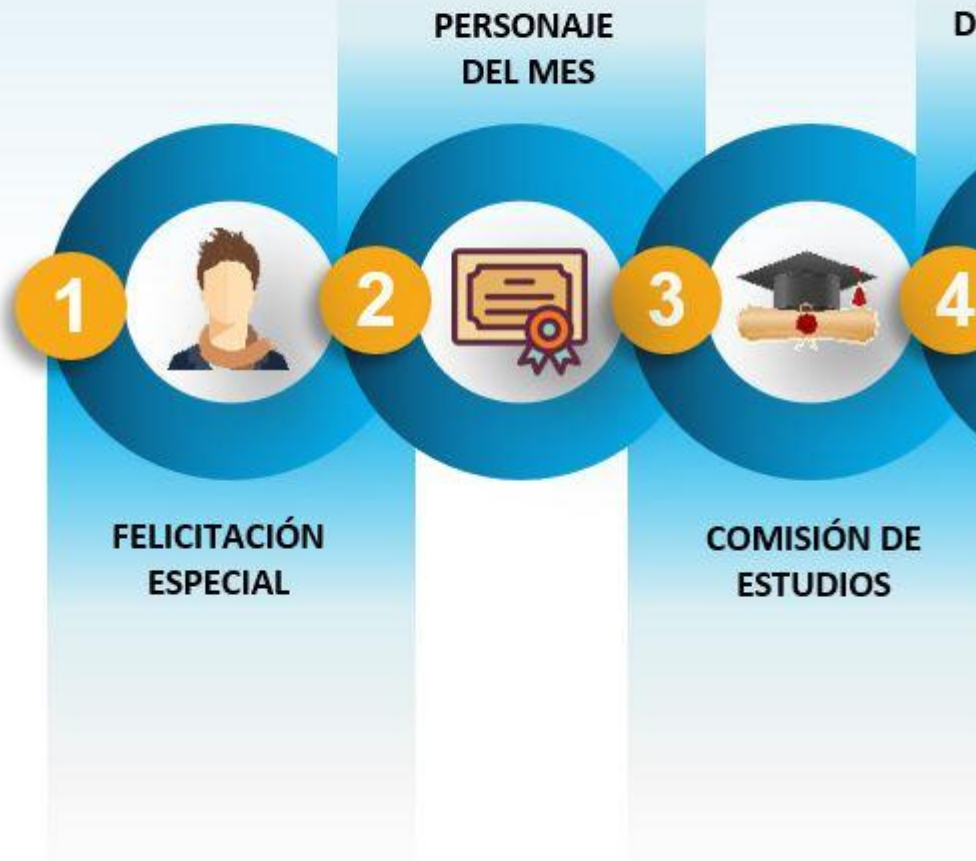 1
FELICITACIÓN
ESPECIAL
2
PERSONAJE
DEL MES
3
COMISIÓN DE
ESTUDIOS
4